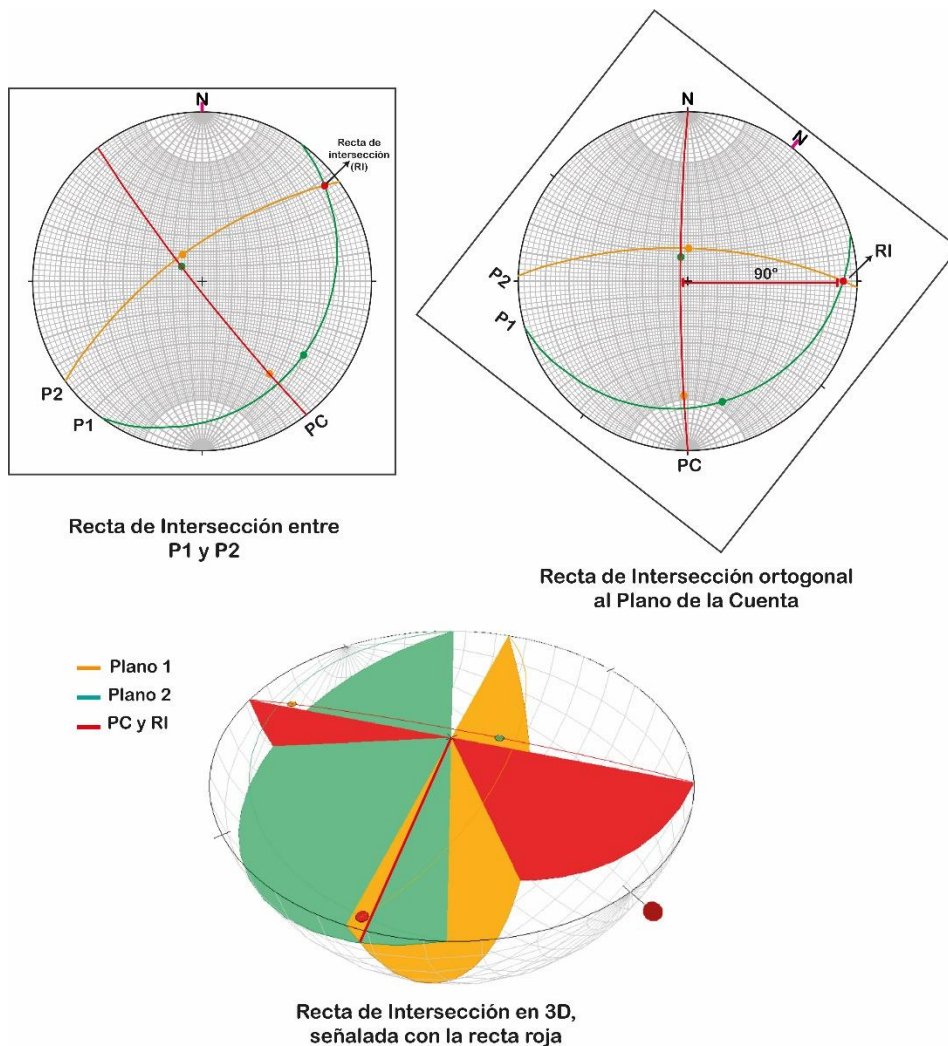 N
Recta de
intersección
(RI)
P2
P1
PC
Recta de Intersección entre
P1 y P2
N
N
P2
P1
90°
RI
PC
Recta de Intersección ortogonal
al Plano de la Cuenta
Plano 1
Plano 2
PC y RI
Recta de Intersección en 3D,
señalada con la recta roja